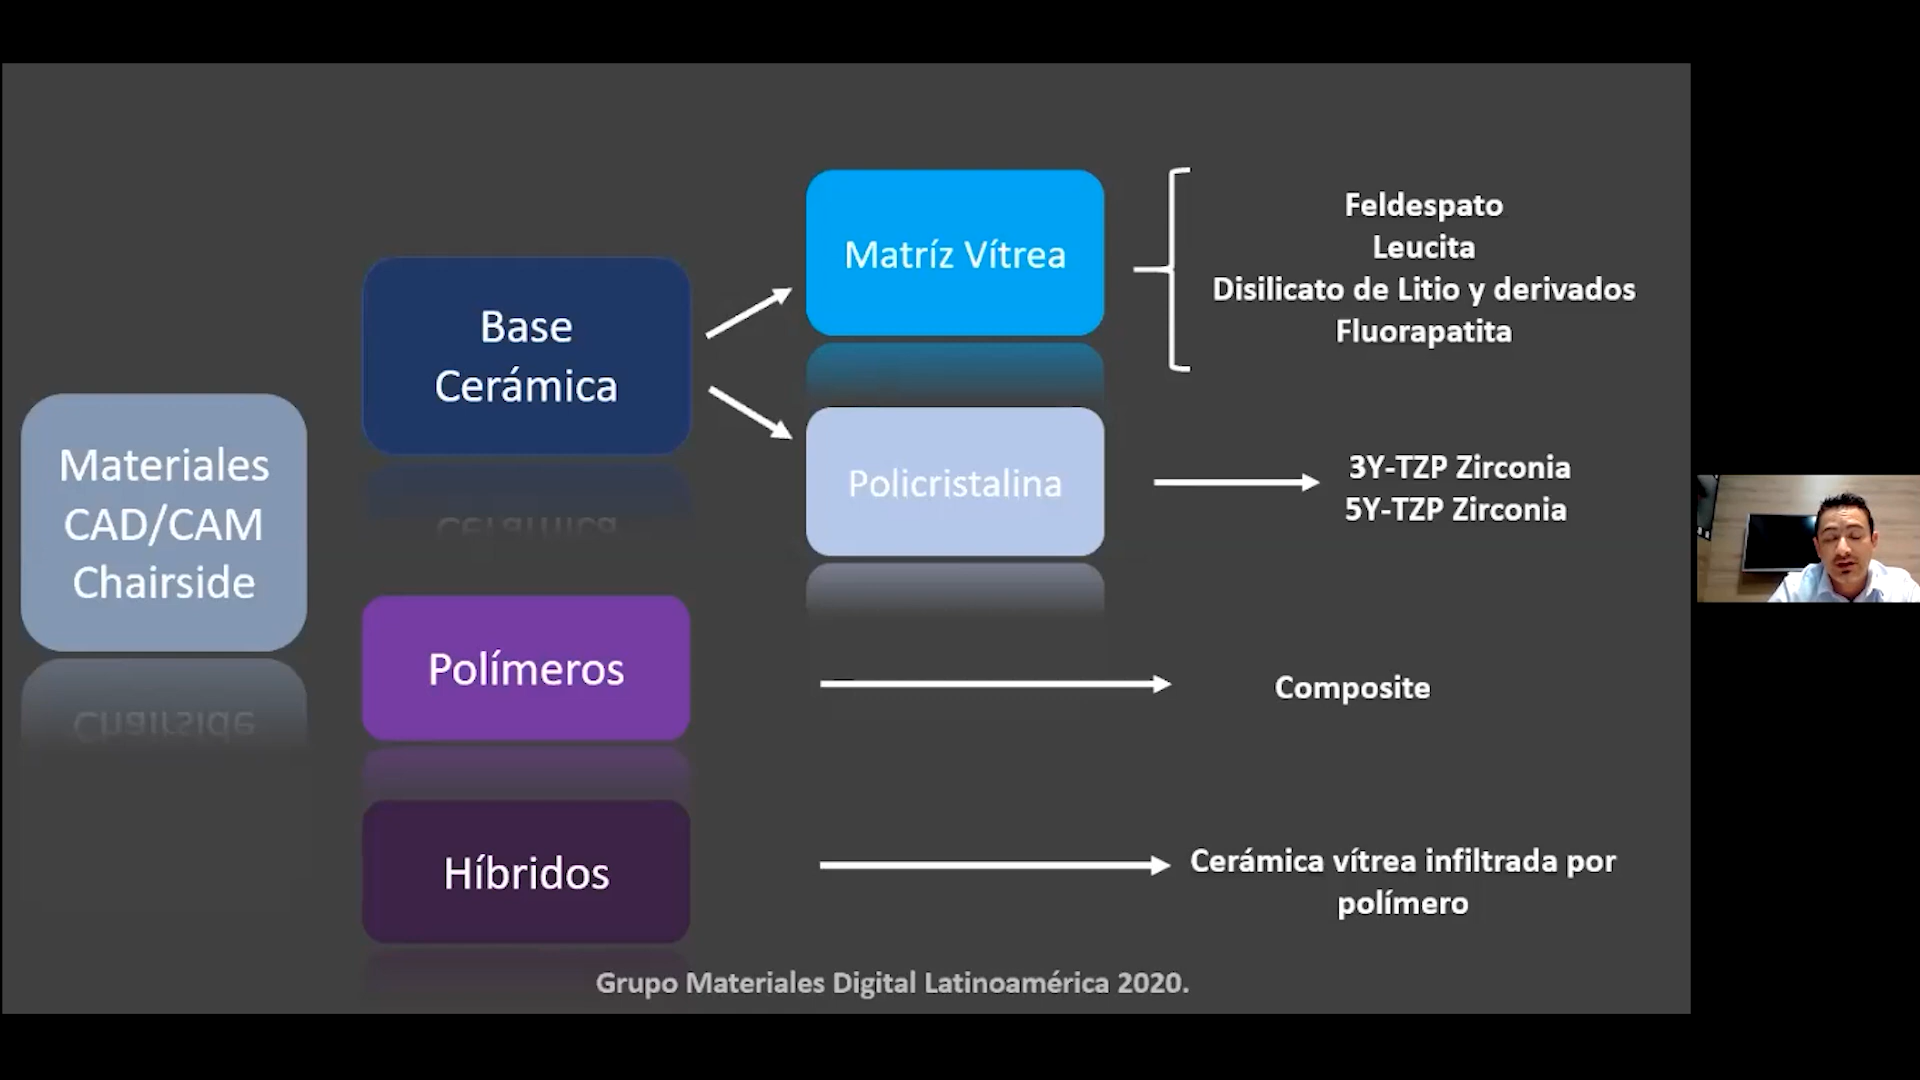 Materiales
CAD/CAM
Chairside
Base
Cerámica
Matríz Vítrea
Feldespato
Leucita
Disilicato de Litio y derivados
Fluorapatita
Policristalina
3Y-TZP Zirconia
5Y-TZP Zirconia
Polímeros
Composite
Híbridos
Cerámica vítrea infiltrada por
polímero
Grupo Materiales Digital Latinoamérica 2020.